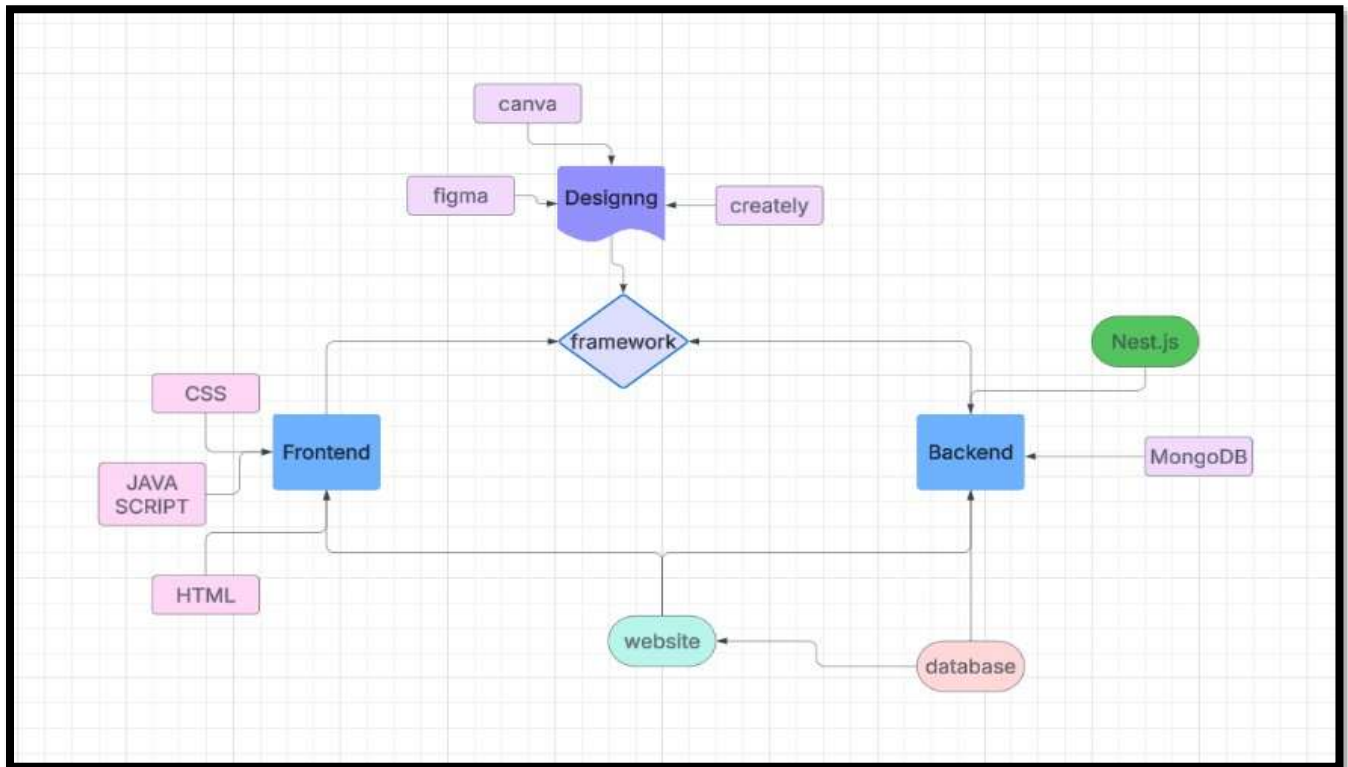 canva
figma
Designng
creately
framework
Nest.js
CSS
Frontend
Backend
MongoDB
JAVA
SCRIPT
HTML
website
database